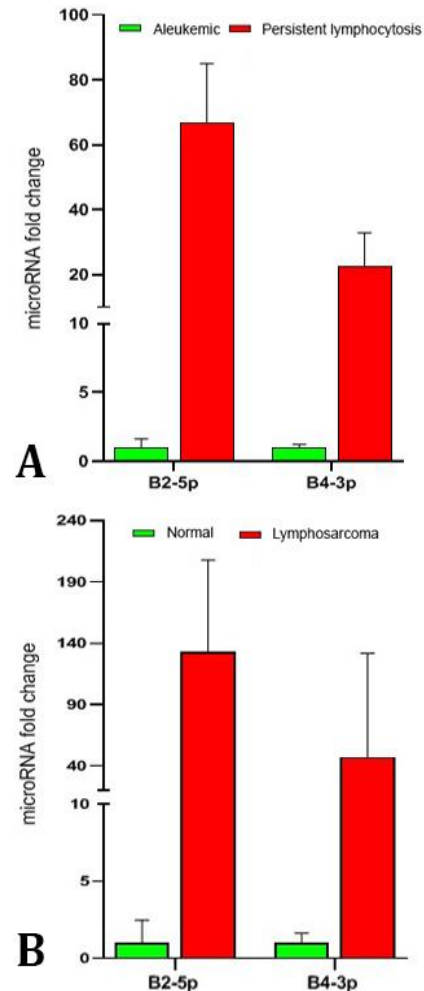 100
Aleukemic Persistent lymphocytosis
80
60
40
20
10
5
0
microRNA fold change
A
B2-5p B4-3p
240
Normal Lymphosarcoma
190
140
90
40
10
5
0
microRNA fold change
B
B2-5p B4-3p